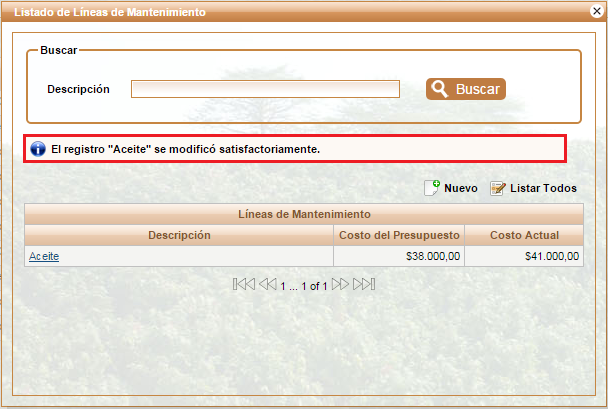 Listado de Líneas de Mantenimiento
Buscar
Descripción
Buscar
El registro "Aceite" se modificó satisfactoriamente.
Nuevo Listar Todos
Líneas de Mantenimiento
Descripción Costo del Presupuesto Costo Actual
Aceite $38.000,00 $41.000,00
1 ... 1 of 1